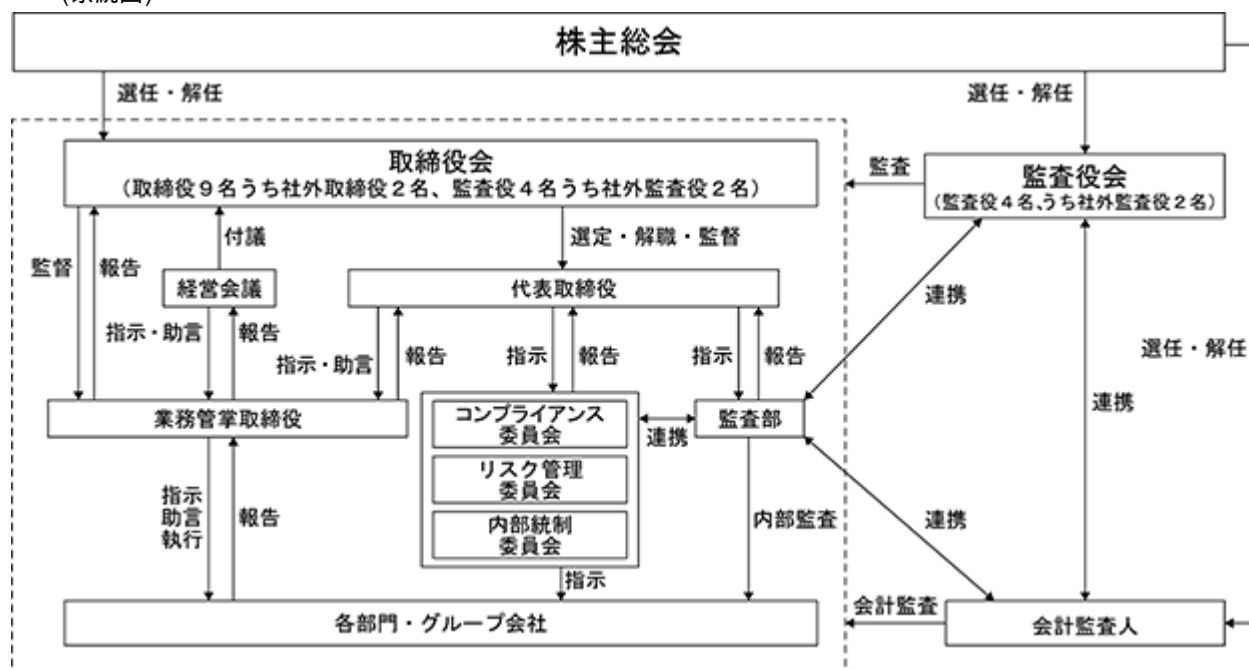 株主総会
選任・解任
選任・解任
取締役会
(取締役9名うち社外取締役2名、監査役4名うち社外監査役2名)
監査
監査役会
(監査役4名、うち社外監査役2名)
監督
報告
付議
選定・解職・監督
経営会議
代表取締役
連携
指示・助言
報告
指示・助言
報告
指示
報告
指示
報告
選任・解任
業務管掌取締役
コンプライアンス
委員会
連携
監査部
連携
リスク管理
委員会
指示
助言
執行
報告
内部統制
委員会
内部監査
連携
指示
各部門・グループ会社
会計監査
会計監査人